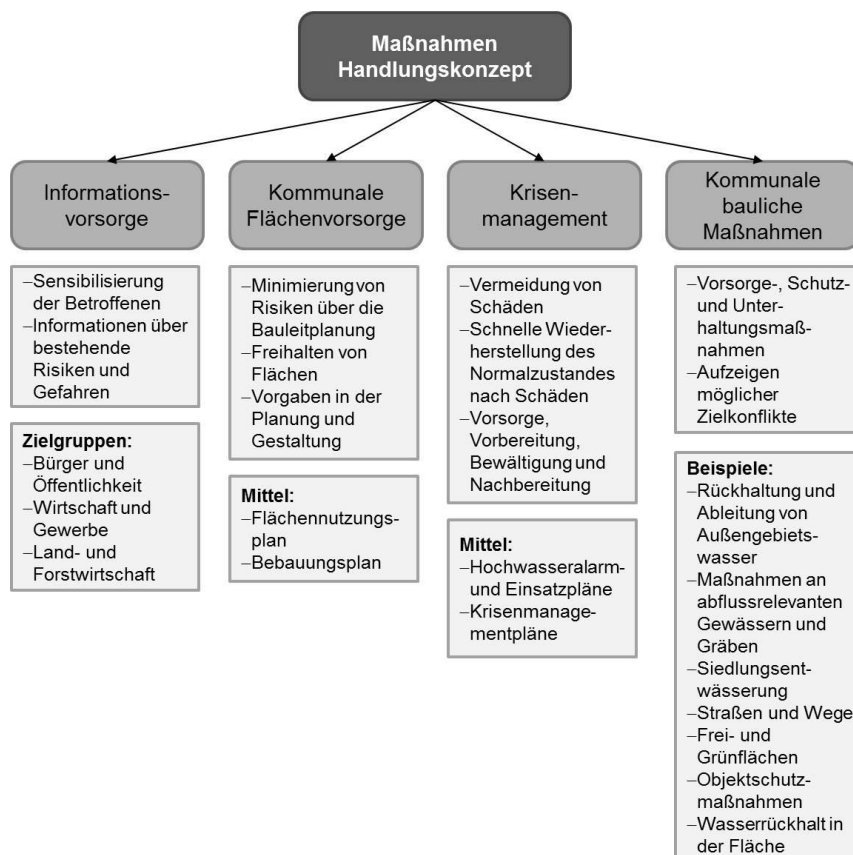 Maßnahmen
Handlungskonzept
Informations-
vorsorge
–Sensibilisierung
der Betroffenen
–Informationen über
bestehende
Risiken und
Gefahren
Zielgruppen:
–Bürger und
Öffentlichkeit
–Wirtschaft und
Gewerbe
–Land- und
Forstwirtschaft
Kommunale
Flächenvorsorge
–Minimierung von
Risiken über die
Bauleitplanung
–Freihalten von
Flächen
–Vorgaben in der
Planung und
Gestaltung
Mittel:
–Flächennutzungs-
plan
–Bebauungsplan
Krisen-
management
–Vermeidung von
Schäden
–Schnelle Wieder-
herstellung des
Normalzustandes
nach Schäden
–Vorsorge,
Vorbereitung,
Bewältigung und
Nachbereitung
Mittel:
–Hochwasseralarm-
und Einsatzpläne
–Krisenmanage-
mentpläne
Kommunale
bauliche
Maßnahmen
–Vorsorge-, Schutz-
und Unter-
haltungsmaß-
nahmen
–Aufzeigen
möglicher
Zielkonflikte
Beispiele:
–Rückhaltung und
Ableitung von
Außengebiets-
wasser
–Maßnahmen an
abflussrelevanten
Gewässern und
Gräben
–Siedlungsent-
wässerung
–Straßen und Wege
–Frei- und
Grünflächen
–Objektschutz-
maßnahmen
–Wasserrückhalt in
der Fläche